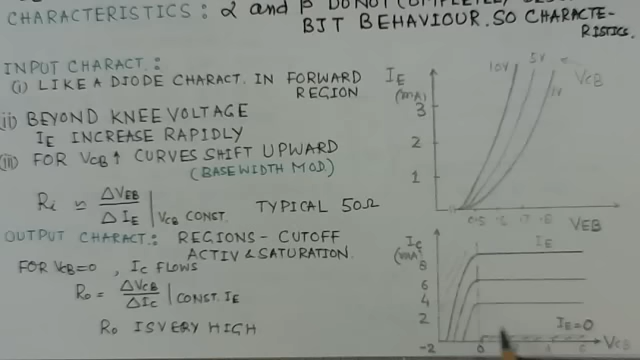 CHARACTERISTICS: α and β DO NOT COMPLETELY
BJT BEHAVIOUR. SO CHARACTE-
RISTICS.
INPUT CHARACT.:
(i) LIKE A DIODE CHARACT. IN FORWARD
REGION
(ii) BEYOND KNEE VOLTAGE
IE INCREASE RAPIDLY
(iii) FOR VCB↑ CURVES SHIFT UPWARD
(BASEWIDTH MOD.)
Ri ≃ ΔVEB / ΔIE | VCB CONST. TYPICAL 50Ω
OUTPUT CHARACT.: REGIONS - CUTOFF
ACTIV & SATURATION.
FOR VCB=0, IC FLOWS
Ro = ΔVCB / ΔIC | CONST. IE
Ro IS VERY HIGH
IE
(mA)
3
2
1
10V 5V 1V
VCB
0.5 .6 .7 .8 VEB
IC
(mA)
8
6
4
2
IE
IE=0
-2 0 VCB